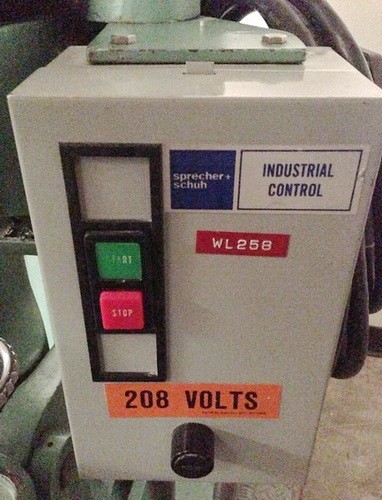 sprecher+
schuh
INDUSTRIAL
CONTROL
WL258
START
STOP
208 VOLTS